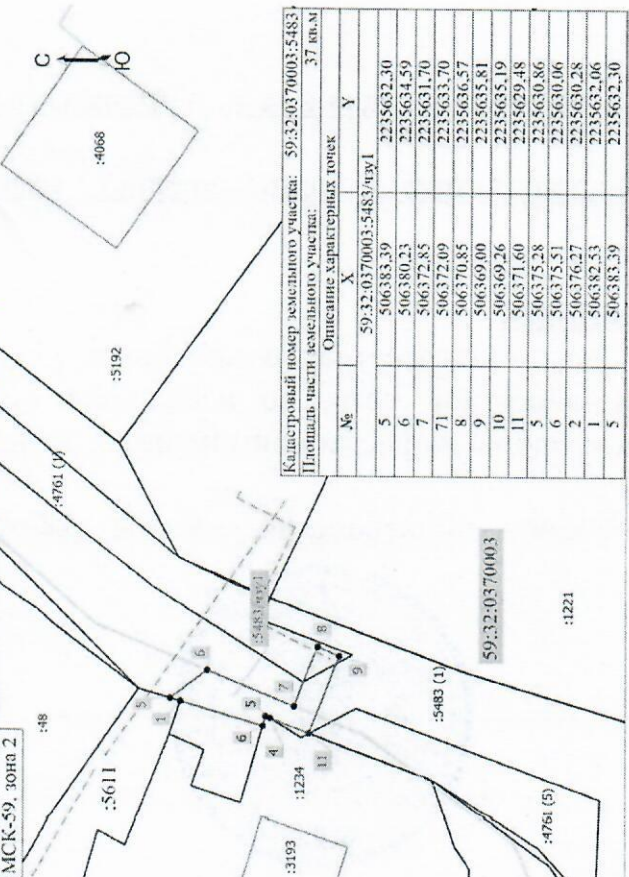 МСК-59, зона 2
С
Ю
:4068
:48
:5611
:4761 (1)
:5192
5
1
6
:5483/чзу1
5
6
4
7
8
9
11
:1234
:3193
:5483 (1)
59:32:0370003
:1221
:4761 (5)
Кадастровый номер земельного участка: 59:32:0370003:5483
Площадь части земельного участка: 37 кв.м
Описание характерных точек
№ X Y
59:32:0370003:5483/чзу1
5 506383,39 2235632,30
6 506380,23 2235634,59
7 506372,85 2235631,70
71 506372,09 2235633,70
8 506370,85 2235636,57
9 506369,00 2235635,81
10 506369,26 2235635,19
11 506371,60 2235629,48
5 506375,28 2235630,86
6 506375,51 2235630,06
2 506376,27 2235630,28
1 506382,53 2235632,06
5 506383,39 2235632,30